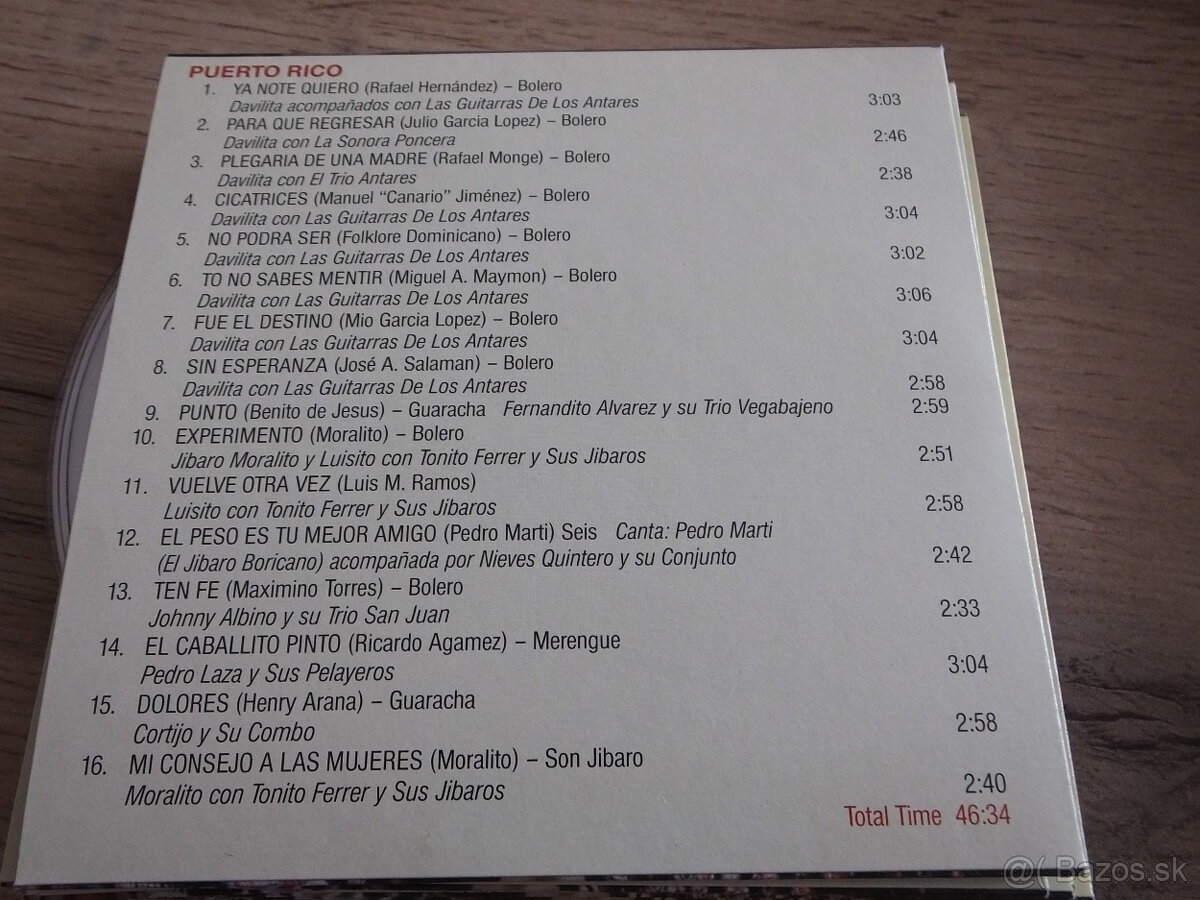 PUERTO RICO
1. YA NOTE QUIERO (Rafael Hernández) – Bolero
Davilita acompañados con Las Guitarras De Los Antares 3:03
2. PARA QUE REGRESAR (Julio Garcia Lopez) – Bolero
Davilita con La Sonora Poncera 2:46
3. PLEGARIA DE UNA MADRE (Rafael Monge) – Bolero
Davilita con El Trio Antares 2:38
4. CICATRICES (Manuel “Canario” Jiménez) – Bolero
Davilita con Las Guitarras De Los Antares 3:04
5. NO PODRA SER (Folklore Dominicano) – Bolero
Davilita con Las Guitarras De Los Antares 3:02
6. TO NO SABES MENTIR (Miguel A. Maymon) – Bolero
Davilita con Las Guitarras De Los Antares 3:06
7. FUE EL DESTINO (Mio Garcia Lopez) – Bolero
Davilita con Las Guitarras De Los Antares 3:04
8. SIN ESPERANZA (José A. Salaman) – Bolero
Davilita con Las Guitarras De Los Antares 2:58
9. PUNTO (Benito de Jesus) – Guaracha Fernandito Alvarez y su Trio Vegabajeno 2:59
10. EXPERIMENTO (Moralito) – Bolero
Jibaro Moralito y Luisito con Tonito Ferrer y Sus Jibaros 2:51
11. VUELVE OTRA VEZ (Luis M. Ramos)
Luisito con Tonito Ferrer y Sus Jibaros 2:58
12. EL PESO ES TU MEJOR AMIGO (Pedro Marti) Seis Canta: Pedro Marti
(El Jibaro Boricano) acompañada por Nieves Quintero y su Conjunto 2:42
13. TEN FE (Maximino Torres) – Bolero
Johnny Albino y su Trio San Juan 2:33
14. EL CABALLITO PINTO (Ricardo Agamez) – Merengue
Pedro Laza y Sus Pelayeros 3:04
15. DOLORES (Henry Arana) – Guaracha
Cortijo y Su Combo 2:58
16. MI CONSEJO A LAS MUJERES (Moralito) – Son Jibaro
Moralito con Tonito Ferrer y Sus Jibaros 2:40
Total Time 46:34
@( Bazos.sk